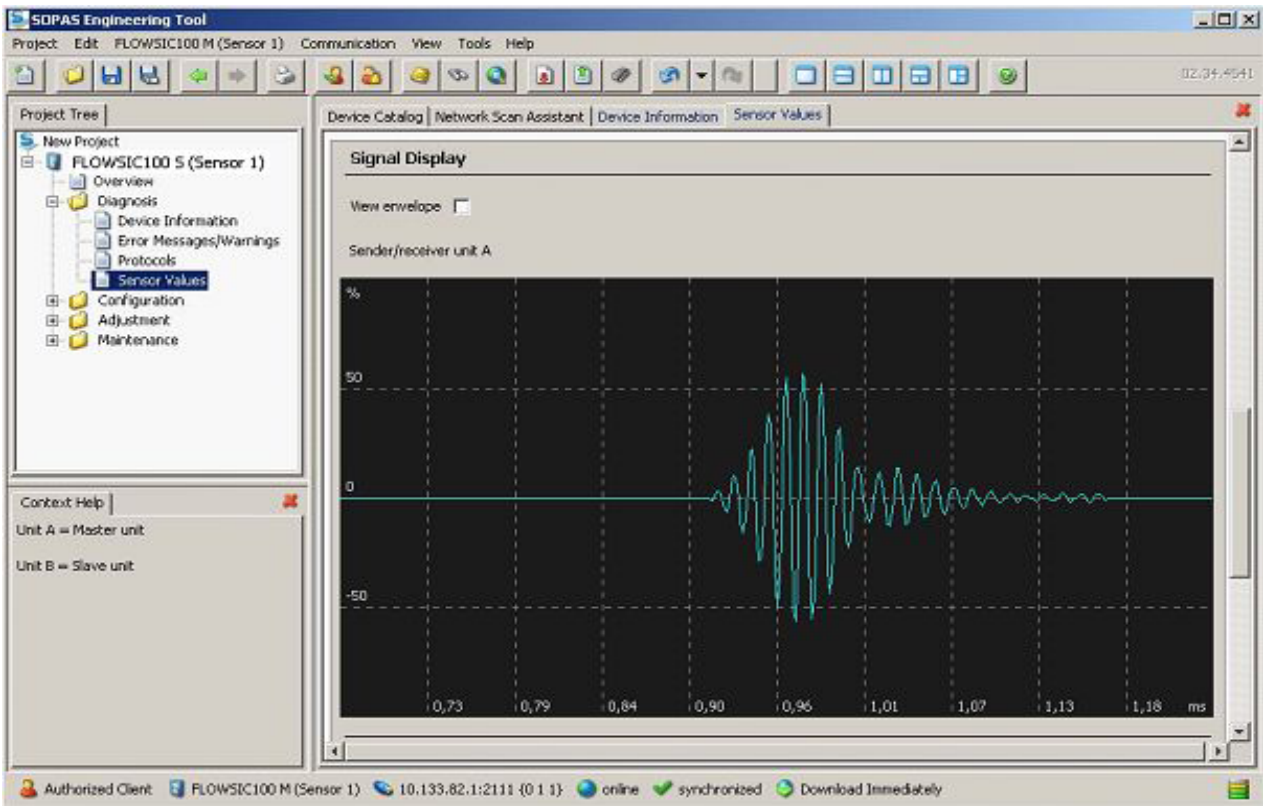 SOPAS Engineering Tool
Project Edit FLOWSIC100 M (Sensor 1) Communication View Tools Help
02.34.4541
Project Tree
New Project
FLOWSIC100 S (Sensor 1)
Overview
Diagnosis
Device Information
Error Messages/Warnings
Protocols
Sensor Values
Configuration
Adjustment
Maintenance
Context Help
Unit A = Master unit
Unit B = Slave unit
Device Catalog Network Scan Assistant Device Information Sensor Values
Signal Display
View envelope
Sender/receiver unit A
%
50
0
-50
0,73 0,79 0,84 0,90 0,96 1,01 1,07 1,13 1,18 ms
Authorized Client FLOWSIC100 M (Sensor 1) 10.133.82.1:2111 {0 1 1} online synchronized Download Immediately